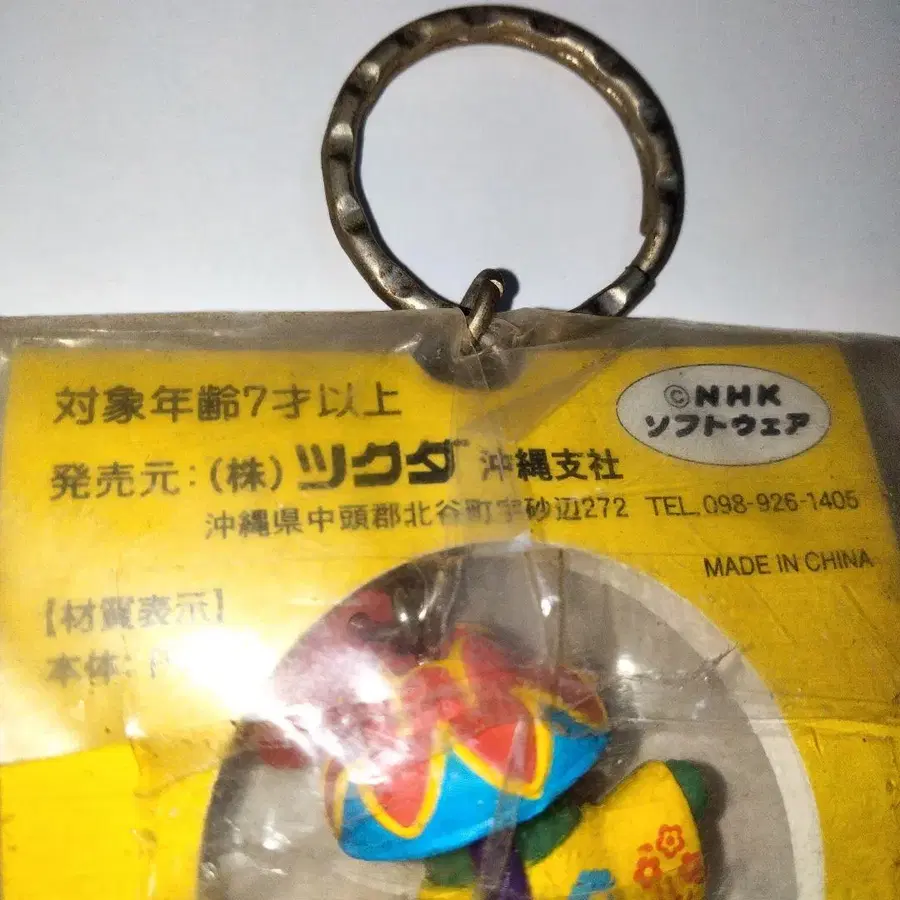 対象年齢7才以上
©NHK
ソフトウェア
発売元:(株)ツクダ 沖縄支社
沖縄県中頭郡北谷町字砂辺272 TEL.098-926-1405
MADE IN CHINA
【材質表示】
本体: